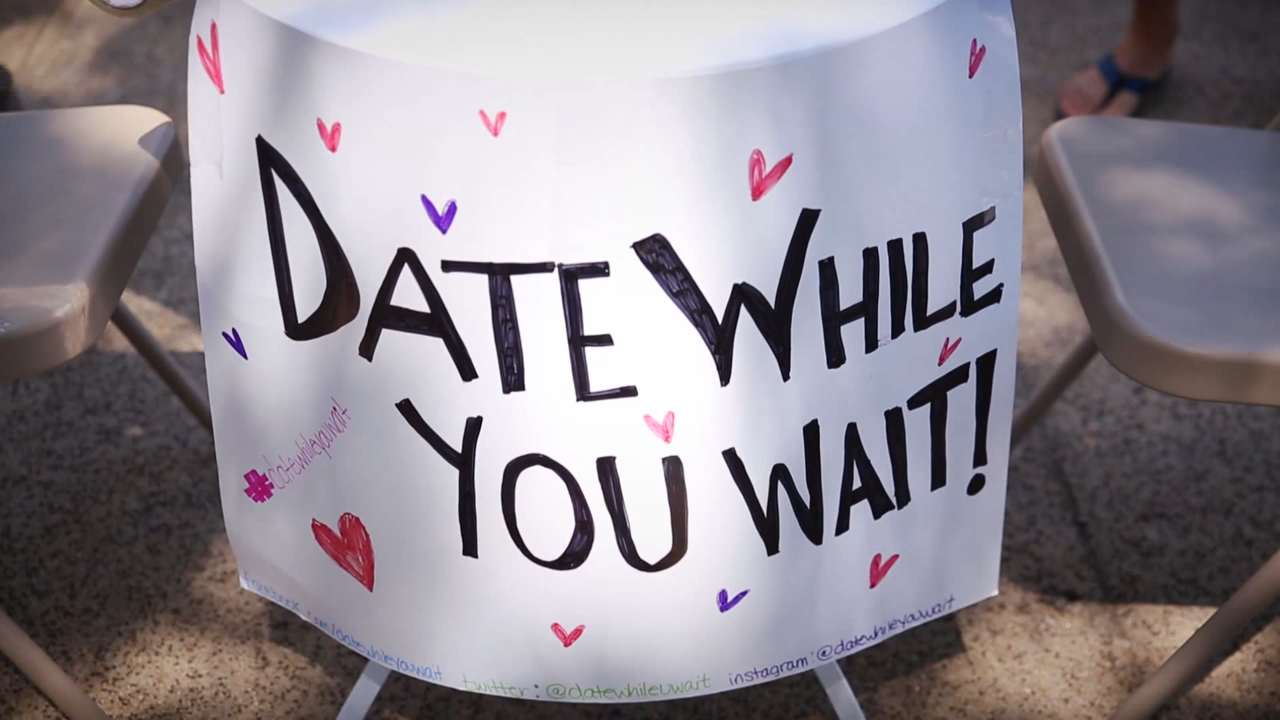 DATE WHILE
YOU WAIT!
#datewhileyouwait
facebook.com/datewhileyouwait
twitter: @datewhileuwait
instagram: @datewhileyouwait